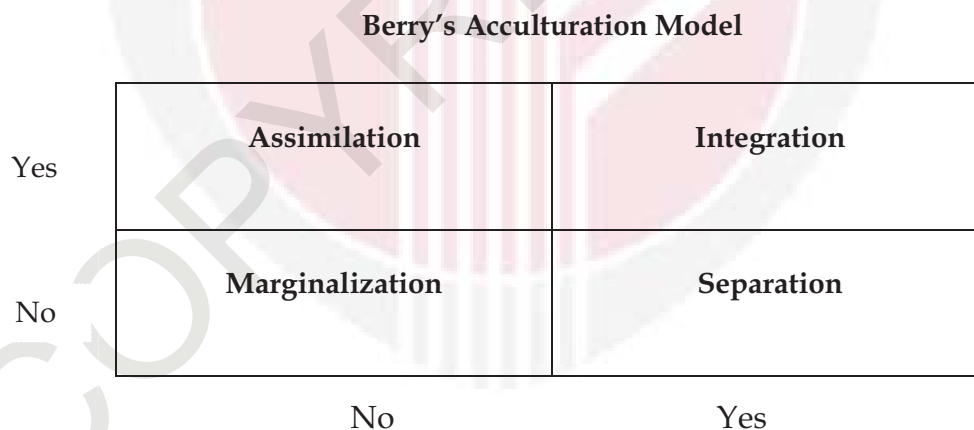 Berry’s Acculturation Model
Yes
Assimilation
Integration
No
Marginalization
Separation
No
Yes